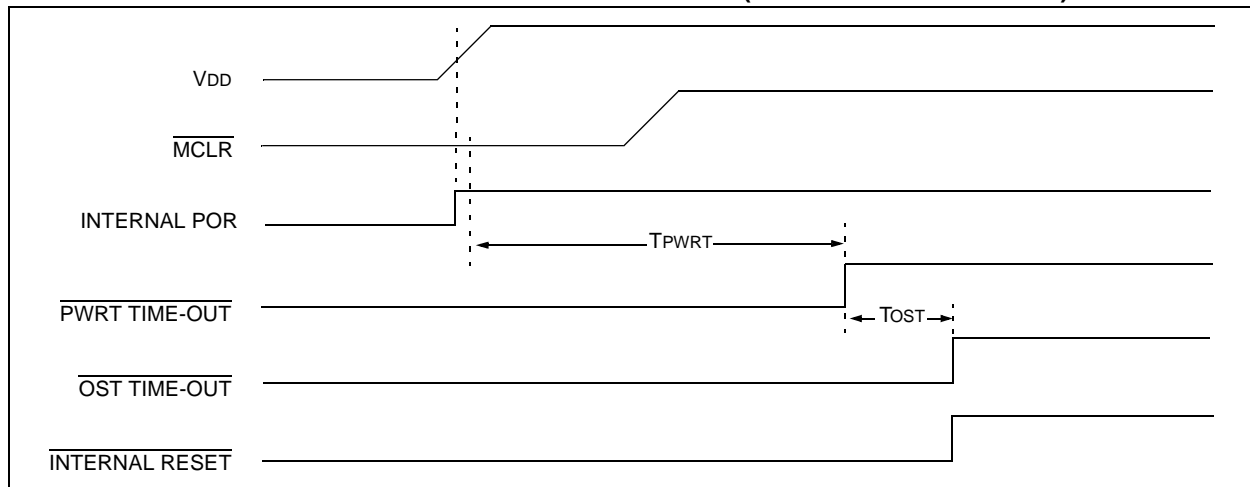 VDD
MCLR
INTERNAL POR
TPWRT
PWRT TIME-OUT
TOST
OST TIME-OUT
INTERNAL RESET